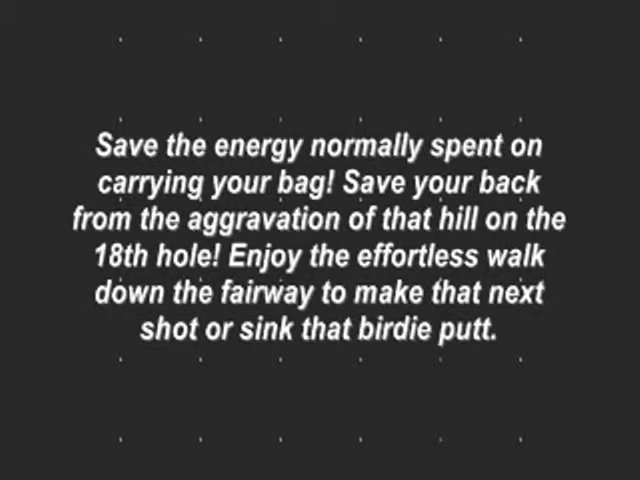 Save the energy normally spent on
carrying your bag! Save your back
from the aggravation of that hill on the
18th hole! Enjoy the effortless walk
down the fairway to make that next
shot or sink that birdie putt.